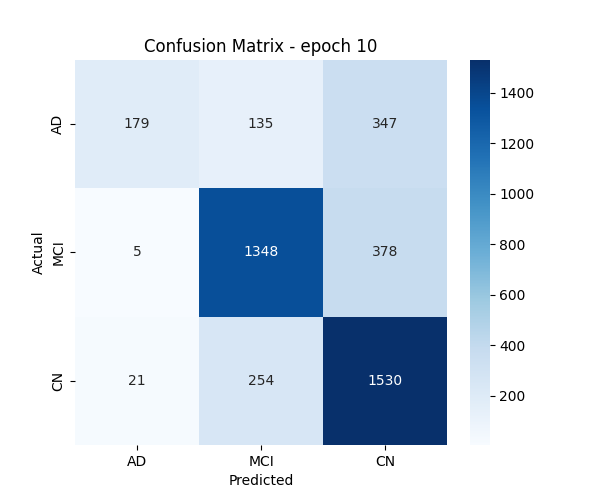 Confusion Matrix - epoch 10
AD 179 135 347
MCI 5 1348 378
CN 21 254 1530
AD MCI CN
Predicted
Actual
1400
1200
1000
800
600
400
200